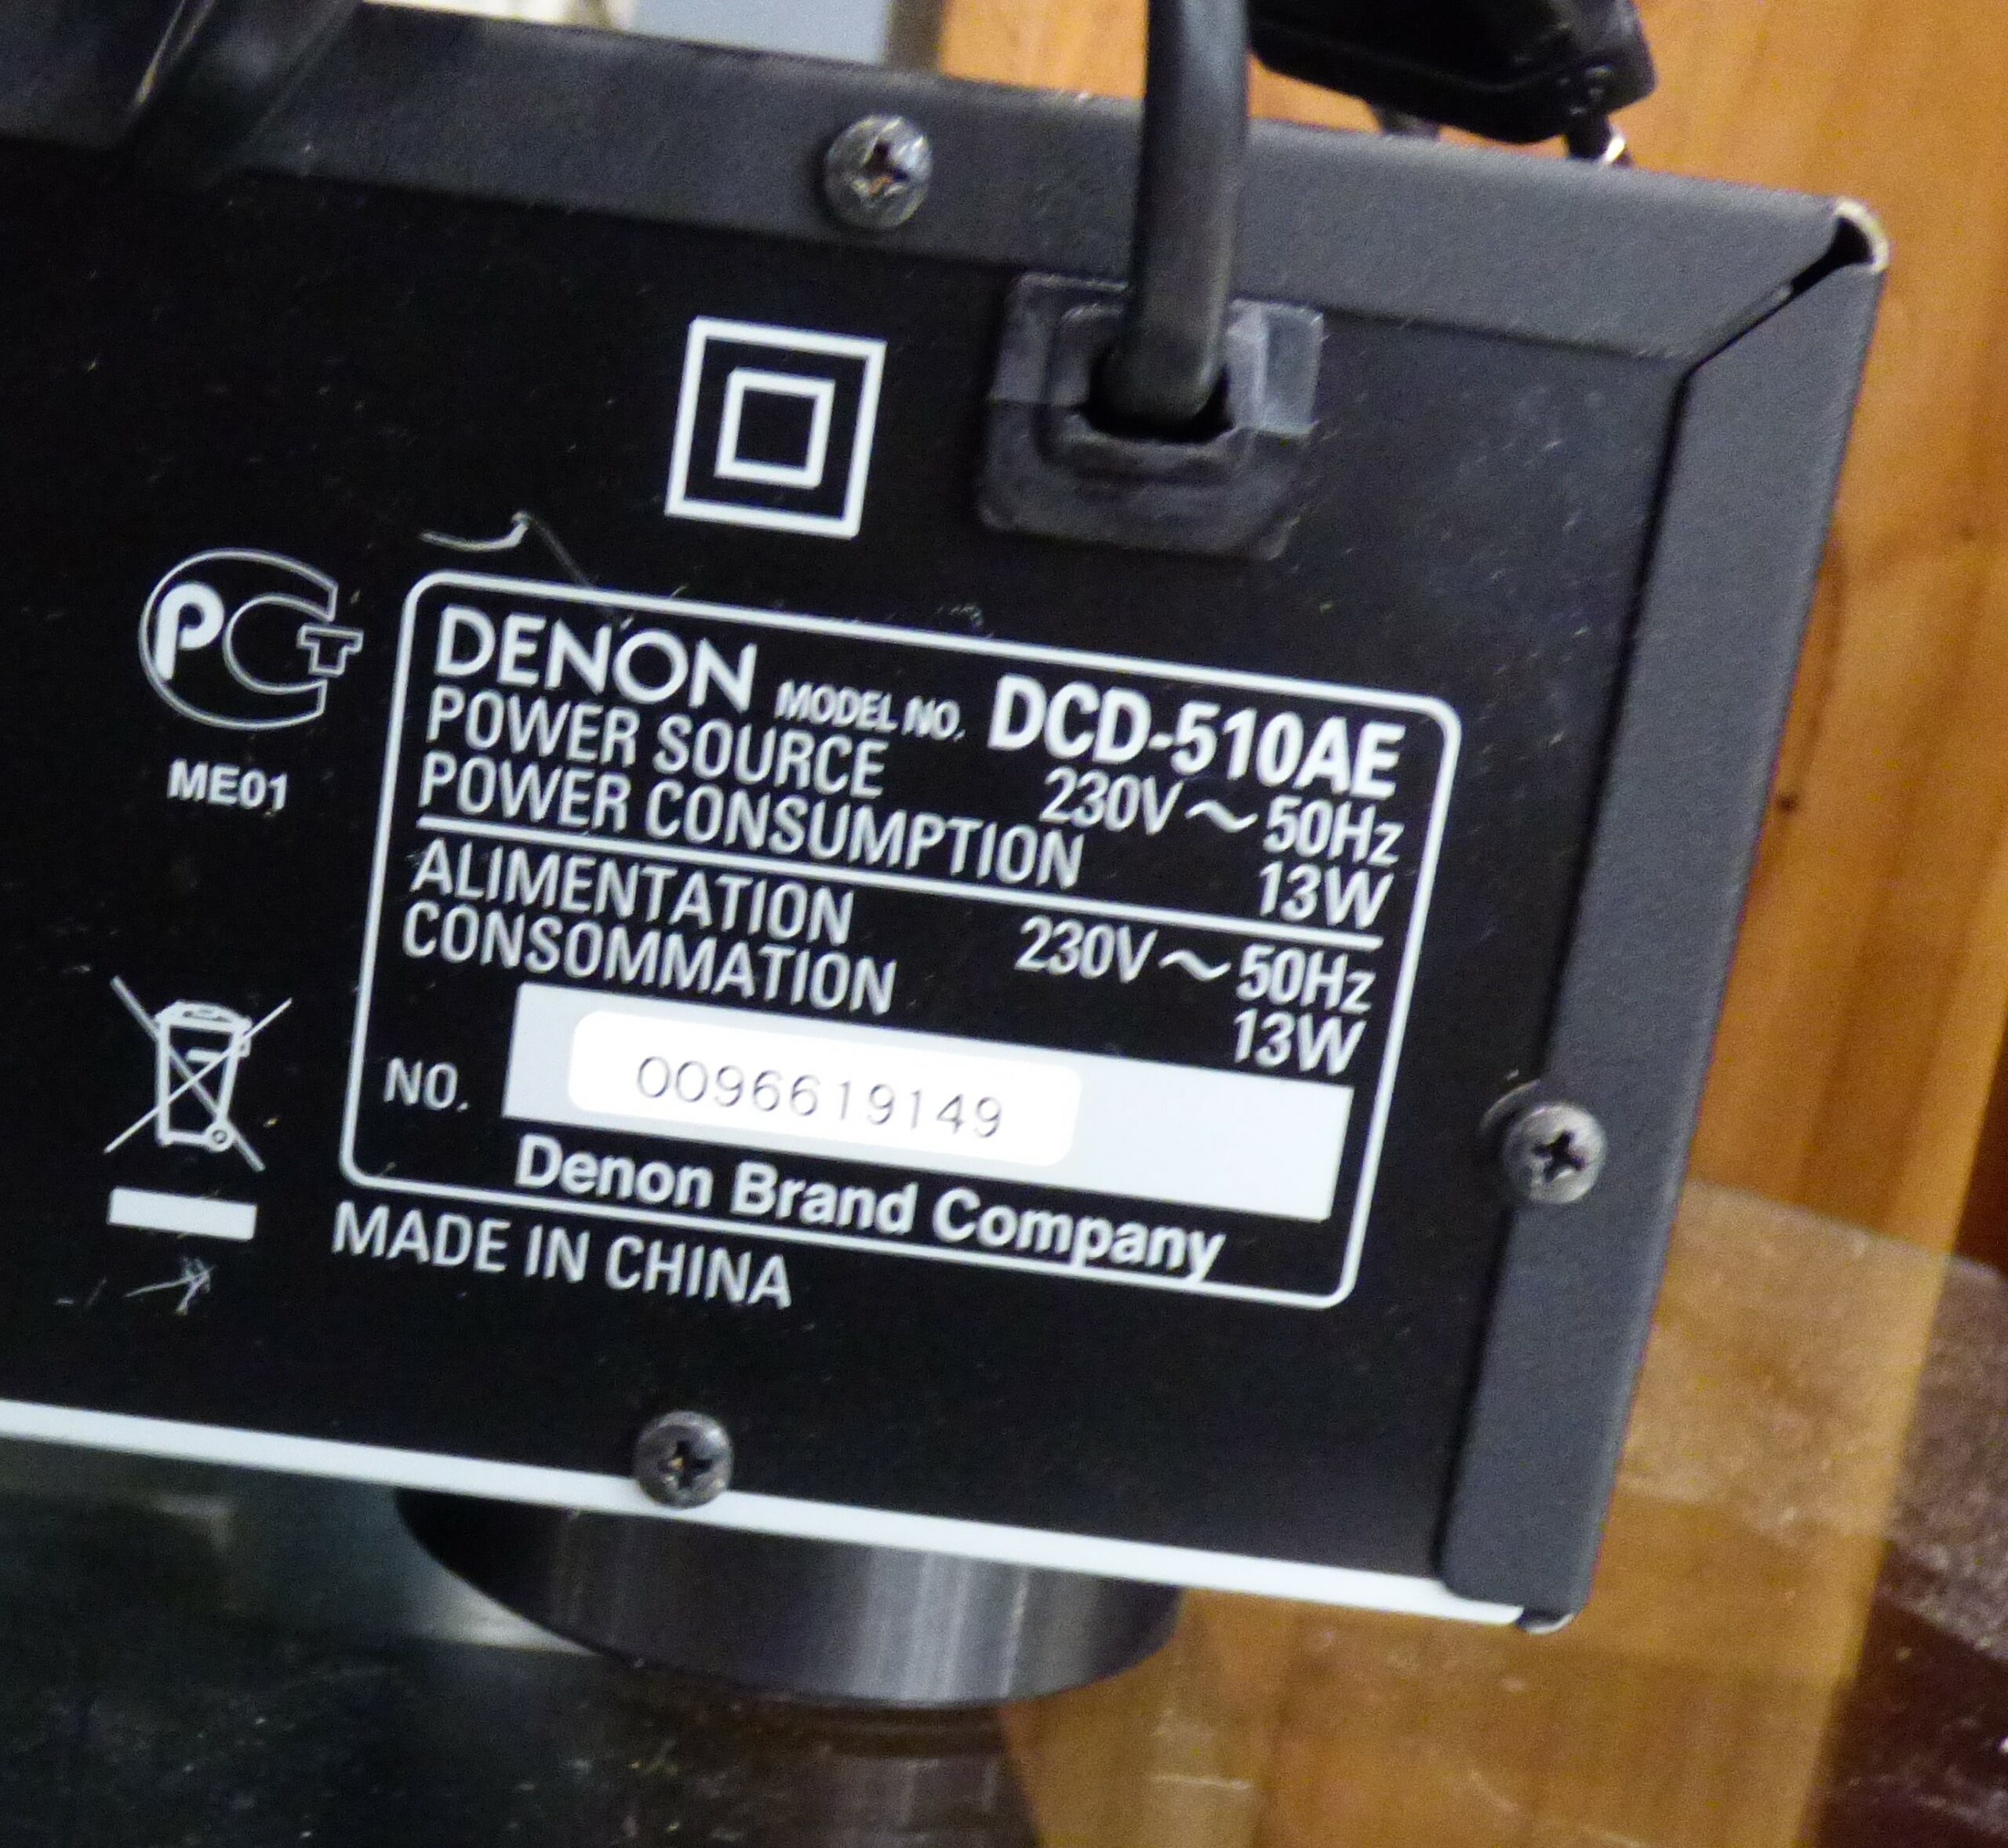 РСТ
ME01
DENON MODEL NO. DCD-510AE
POWER SOURCE 230V～50Hz
POWER CONSUMPTION 13W
ALIMENTATION 230V～50Hz
CONSOMMATION 13W
NO. 0096619149
Denon Brand Company
MADE IN CHINA